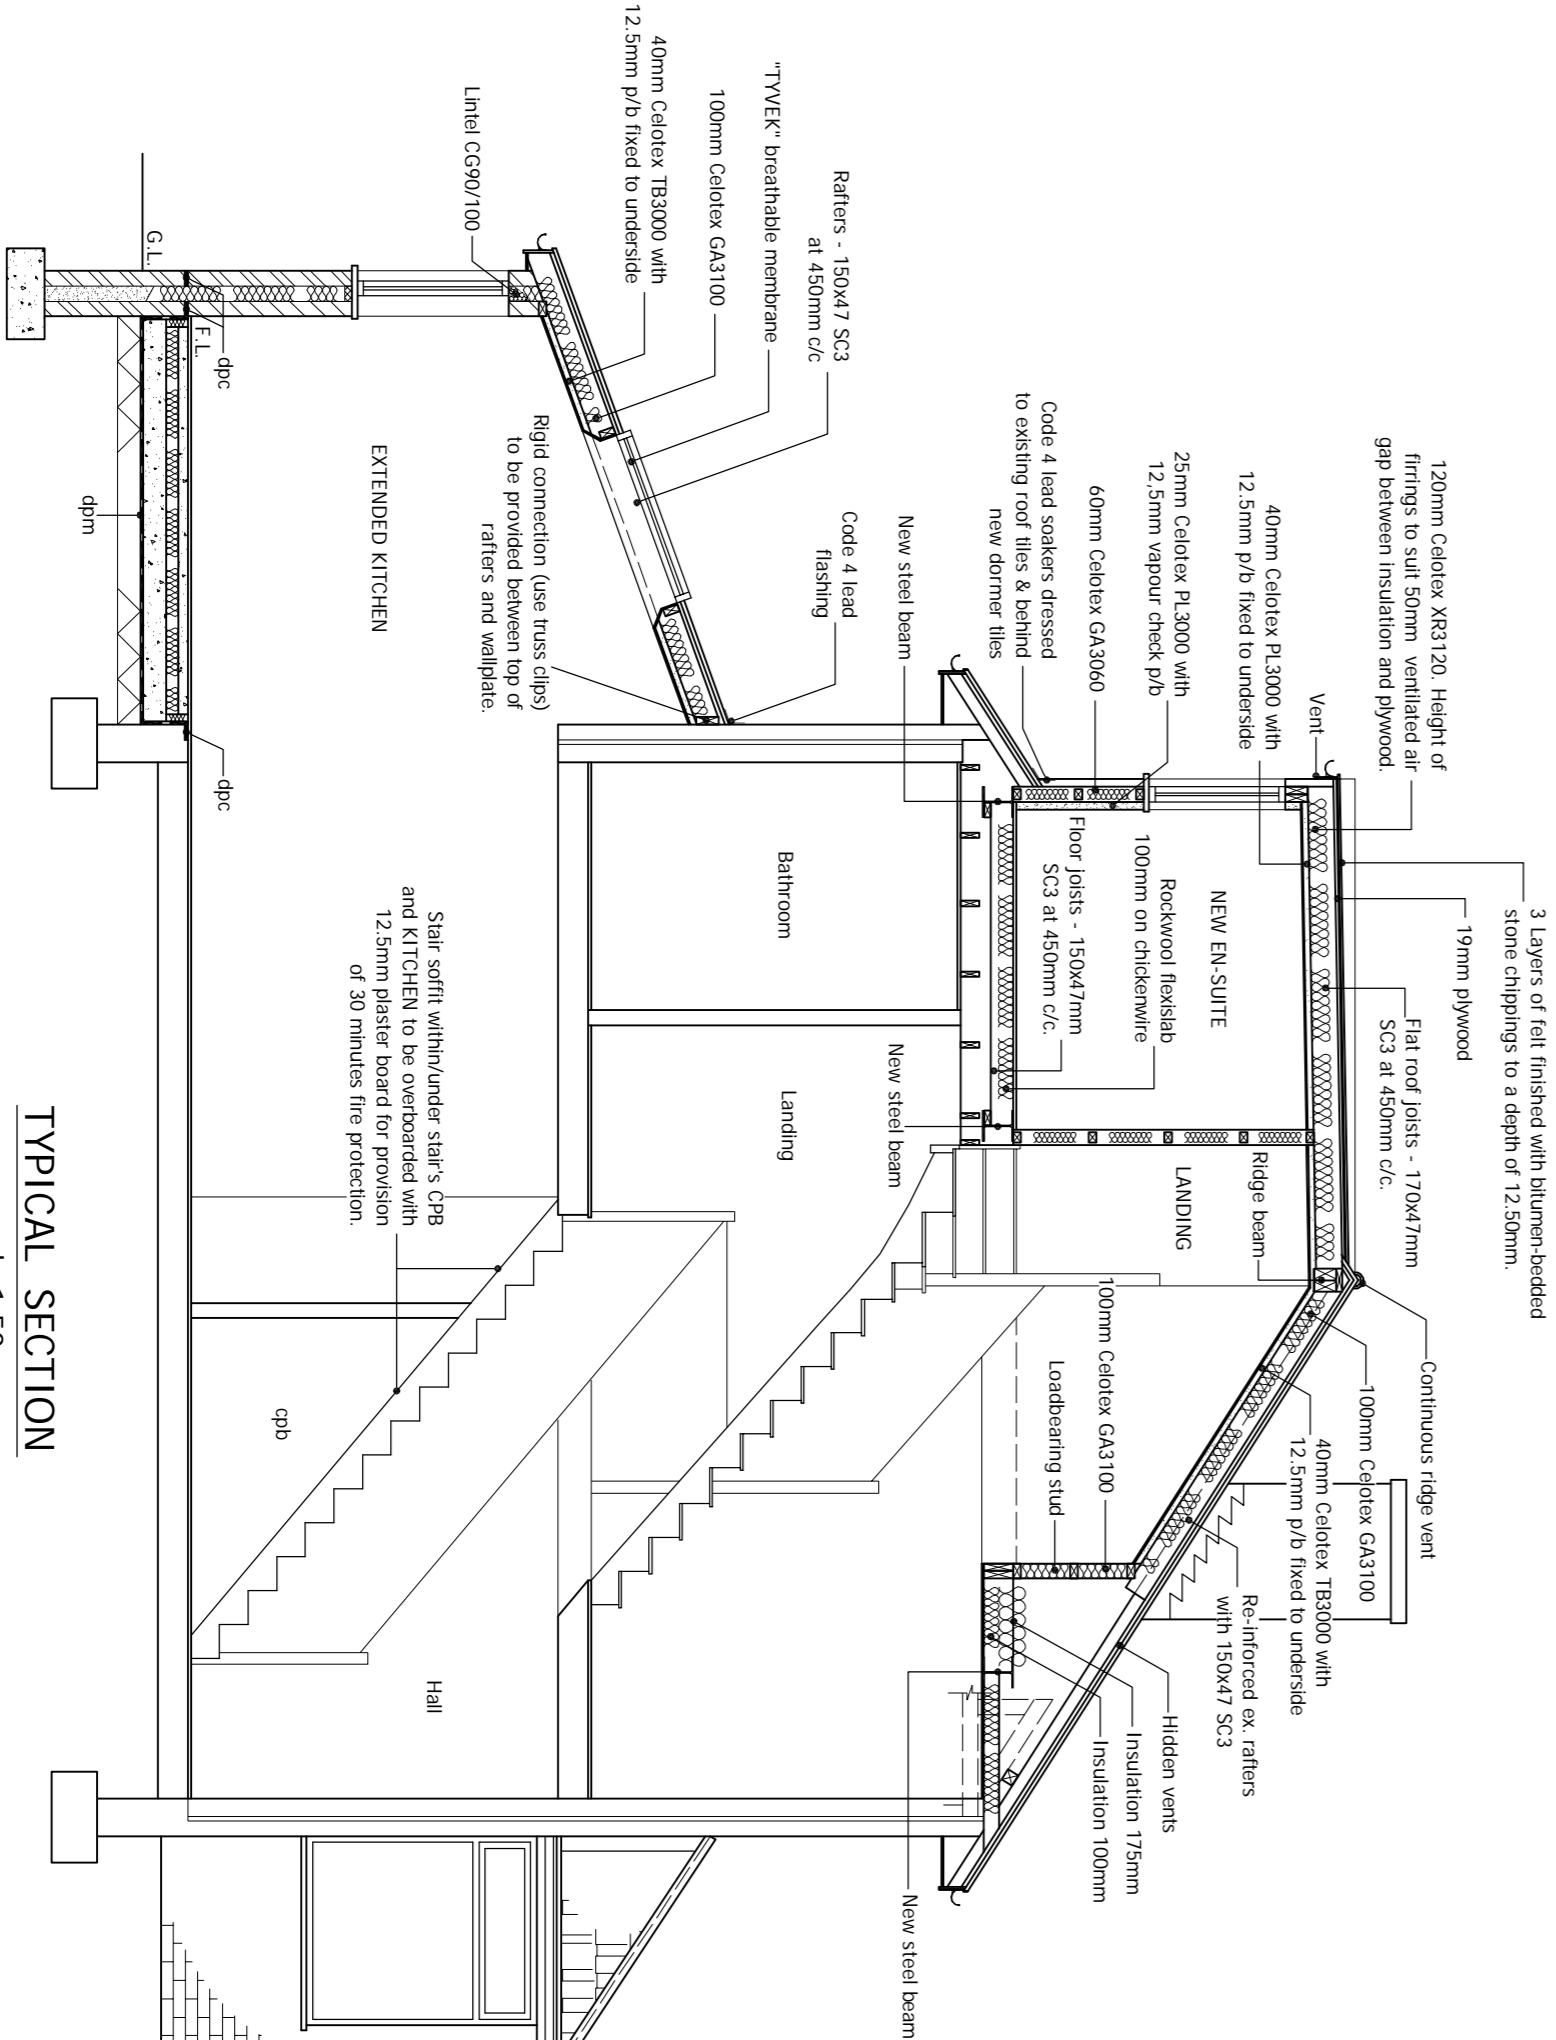 3 Layers of felt finished with bitumen-bedded
stone chippings to a depth of 12.50mm.
19mm plywood
Flat roof joists - 170x47mm
SC3 at 450mm c/c.
120mm Celotex XR3120. Height of
firrings to suit 50mm ventilated air
gap between insulation and plywood.
Vent
40mm Celotex PL3000 with
12.5mm p/b fixed to underside
25mm Celotex PL3000 with
12,5mm vapour check p/b
60mm Celotex GA3060
Code 4 lead soakers dressed
to existing roof tiles & behind
new dormer tiles
New steel beam
Code 4 lead
flashing
Continuous ridge vent
100mm Celotex GA3100
40mm Celotex TB3000 with
12.5mm p/b fixed to underside
Re-inforced ex. rafters
with 150x47 SC3
Hidden vents
Insulation 175mm
Insulation 100mm
New steel beam
NEW EN-SUITE
Rockwool flexislab
100mm on chickenwire
Floor joists - 150x47mm
SC3 at 450mm c/c.
LANDING
Ridge beam
100mm Celotex GA3100
Loadbearing stud
New steel beam
Rafters - 150x47 SC3
at 450mm c/c
"TYVEK" breathable membrane
100mm Celotex GA3100
40mm Celotex TB3000 with
12.5mm p/b fixed to underside
Lintel CG90/100
Rigid connection (use truss clips)
to be provided between top of
rafters and wallplate.
Bathroom
Landing
EXTENDED KITCHEN
Stair soffit within/under stair's CPB
and KITCHEN to be overboarded with
12.5mm plaster board for provision
of 30 minutes fire protection.
Hall
cpb
G.L.
F.L.
dpc
dpc
dpm
TYPICAL SECTION